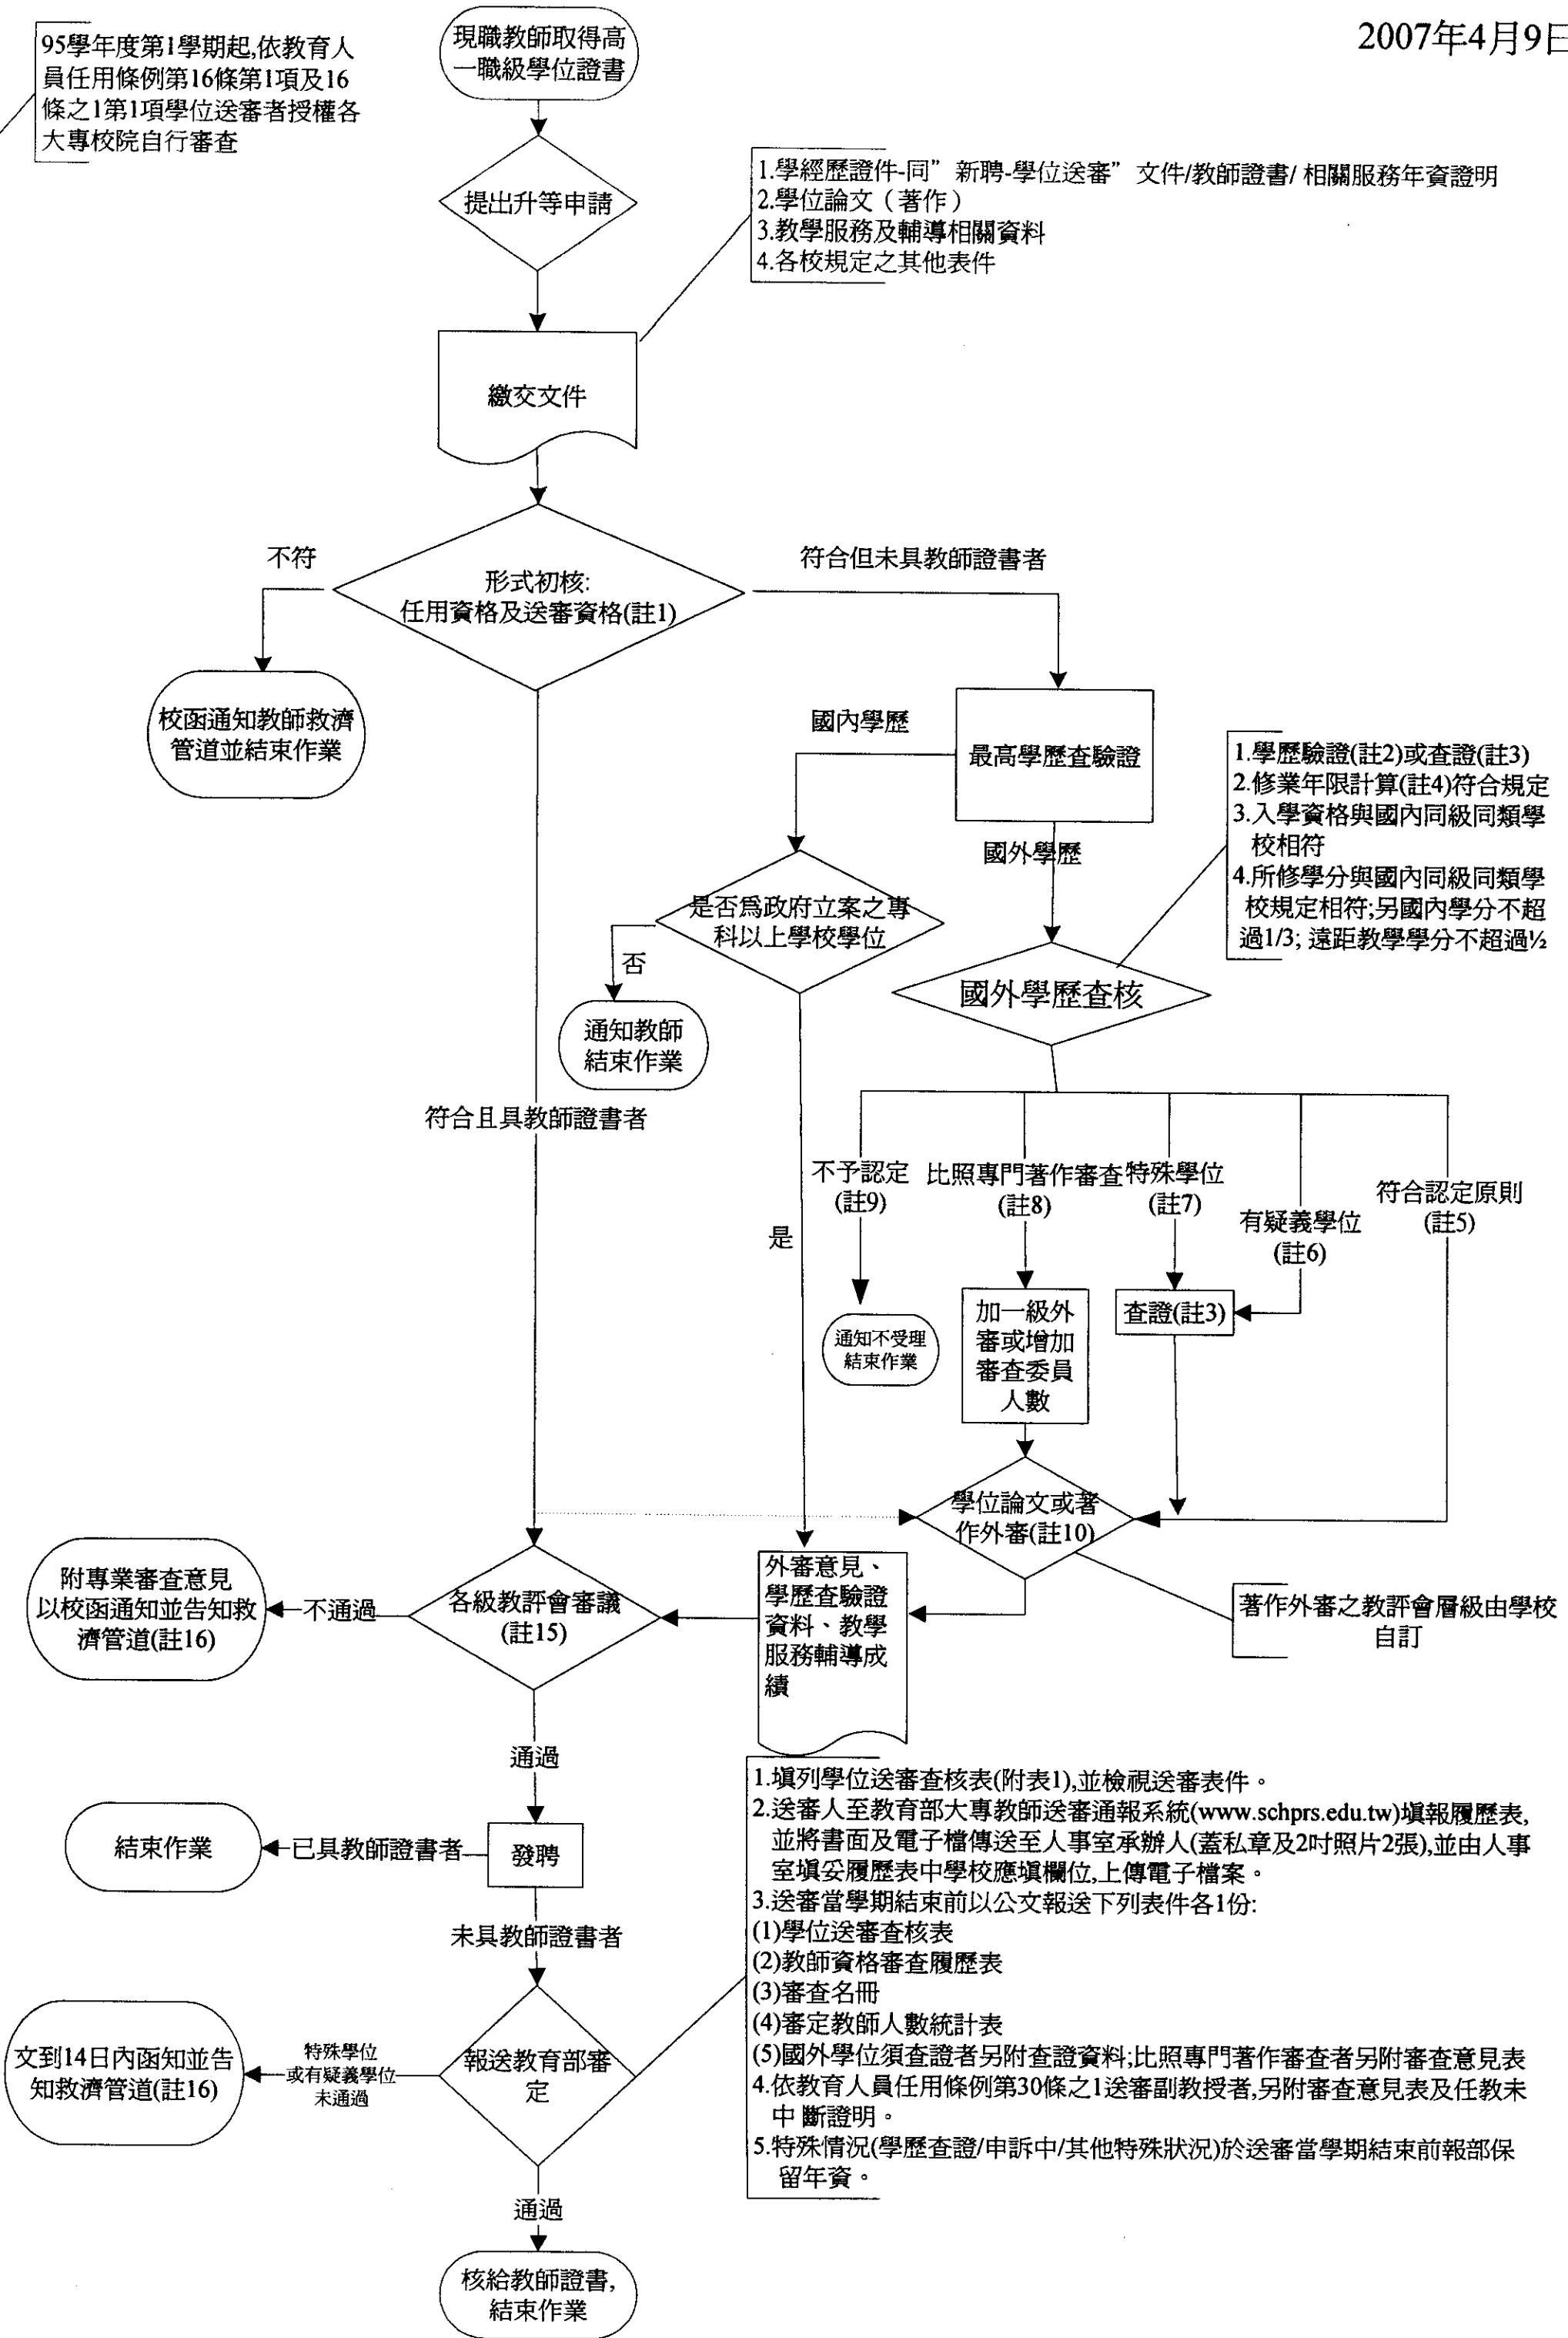 2007年4月9日
95學年度第1學期起,依教育人
員任用條例第16條第1項及16
條之1第1項學位送審者授權各
大專校院自行審查
現職教師取得高
一職級學位證書
提出升等申請
1.學經歷證件-同”新聘-學位送審”文件/教師證書/相關服務年資證明
2.學位論文（著作）
3.教學服務及輔導相關資料
4.各校規定之其他表件
繳交文件
不符
形式初核:
任用資格及送審資格(註1)
符合但未具教師證書者
校函通知教師救濟
管道並結束作業
國內學歷
最高學歷查驗證
國外學歷
1.學歷驗證(註2)或查證(註3)
2.修業年限計算(註4)符合規定
3.入學資格與國內同級同類學
校相符
4.所修學分與國內同級同類學
校規定相符;另國內學分不超
過1/3; 遠距教學學分不超過½
是否為政府立案之專
科以上學校學位
否
通知教師
結束作業
國外學歷查核
符合且具教師證書者
是
不予認定
(註9)
比照專門著作審查
(註8)
特殊學位
(註7)
有疑義學位
(註6)
符合認定原則
(註5)
通知不受理
結束作業
加一級外
審或增加
審查委員
人數
查證(註3)
學位論文或著
作外審(註10)
著作外審之教評會層級由學校
自訂
外審意見、
學歷查驗證
資料、教學
服務輔導成
績
各級教評會審議
(註15)
不通過
附專業審查意見
以校函通知並告知救
濟管道(註16)
通過
發聘
已具教師證書者
結束作業
未具教師證書者
1.填列學位送審查核表(附表1),並檢視送審表件。
2.送審人至教育部大專教師送審通報系統(www.schprs.edu.tw)填報履歷表,
並將書面及電子檔傳送至人事室承辦人(蓋私章及2吋照片2張),並由人事
室填妥履歷表中學校應填欄位,上傳電子檔案。
3.送審當學期結束前以公文報送下列表件各1份:
(1)學位送審查核表
(2)教師資格審查履歷表
(3)審查名冊
(4)審定教師人數統計表
(5)國外學位須查證者另附查證資料;比照專門著作審查者另附審查意見表
4.依教育人員任用條例第30條之1送審副教授者,另附審查意見表及任教未
中 斷證明。
5.特殊情況(學歷查證/申訴中/其他特殊狀況)於送審當學期結束前報部保
留年資。
報送教育部審
定
特殊學位
或有疑義學位
未通過
文到14日內函知並告
知救濟管道(註16)
通過
核給教師證書,
結束作業